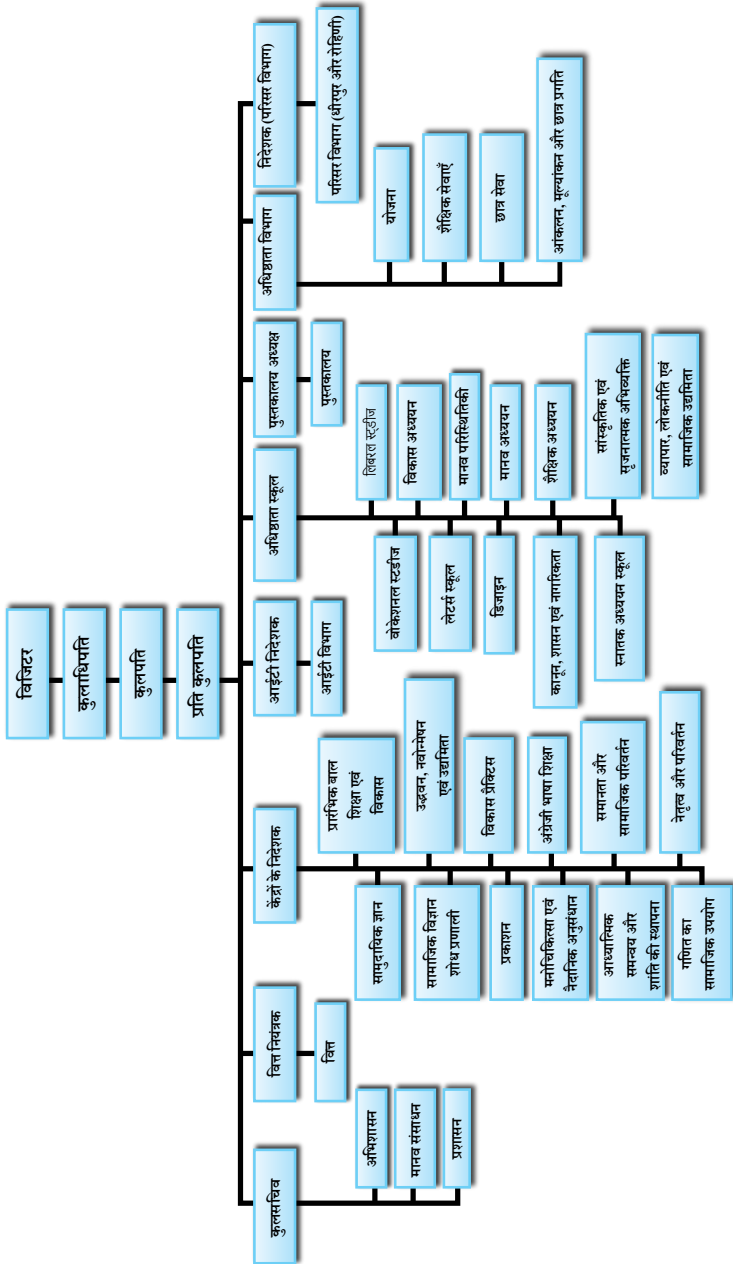 विजिटर
कुलाधिपति
कुलपति
प्रति कुलपति
कुलसचिव
अभिशासन
मानव संसाधन
प्रशासन
वित्त नियंत्रक
वित्त
केंद्रों के निदेशक
प्रारंभिक बाल
शिक्षा एवं
विकास
सामुदायिक ज्ञान
उद्भवन, नवोन्मेषन
एवं उद्यमिता
सामाजिक विज्ञान
शोध प्रणाली
विकास प्रैक्टिस
प्रकाशन
अंग्रेजी भाषा शिक्षा
मनोचिकित्सा एवं
नैदानिक अनुसंधान
समानता और
सामाजिक परिवर्तन
आध्यात्मिक
समन्वय और
शांति की स्थापना
नेतृत्व और परिवर्तन
गणित का
सामाजिक उपयोग
आईटी निदेशक
आईटी विभाग
अधिष्ठाता स्कूल
लिबरल स्टडीज
वोकेशनल स्टडीज
विकास अध्ययन
लेटर्स स्कूल
मानव परिस्थितिकी
डिजाइन
मानव अध्ययन
कानून, शासन एवं नागरिकता
शैक्षिक अध्ययन
स्नातक अध्ययन स्कूल
सांस्कृतिक एवं
सृजनात्मक अभिव्यक्ति
व्यापार, लोकनीति एवं
सामाजिक उद्यमिता
पुस्तकालय अध्यक्ष
पुस्तकालय
अधिष्ठाता विभाग
योजना
शैक्षिक सेवाएँ
छात्र सेवा
आंकलन, मूल्यांकन और छात्र प्रगति
निदेशक (परिसर विभाग)
परिसर विभाग (धीरपुर और रोहिणी)